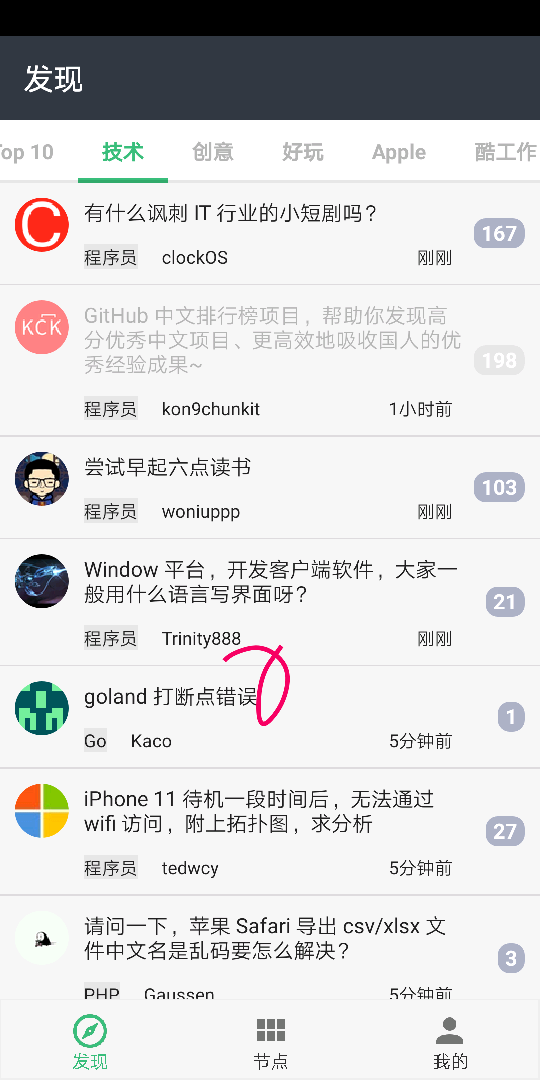 发现
Top 10 技术 创意 好玩 Apple 酷工作
有什么讽刺 IT 行业的小短剧吗？
167
程序员 clockOS 刚刚
KCK
GitHub 中文排行榜项目，帮助你发现高
分优秀中文项目、更高效地吸收国人的优
秀经验成果~
198
程序员 kon9chunkit 1小时前
尝试早起六点读书
103
程序员 woniuppp 刚刚
Window 平台，开发客户端软件，大家一
般用什么语言写界面呀？
21
程序员 Trinity888 刚刚
goland 打断点错误
1
Go Kaco 5分钟前
iPhone 11 待机一段时间后，无法通过
wifi 访问，附上拓扑图，求分析
27
程序员 tedwcy 5分钟前
请问一下，苹果 Safari 导出 csv/xlsx 文
件中文名是乱码要怎么解决？
3
PHP Gaussen 5分钟前
发现 节点 我的